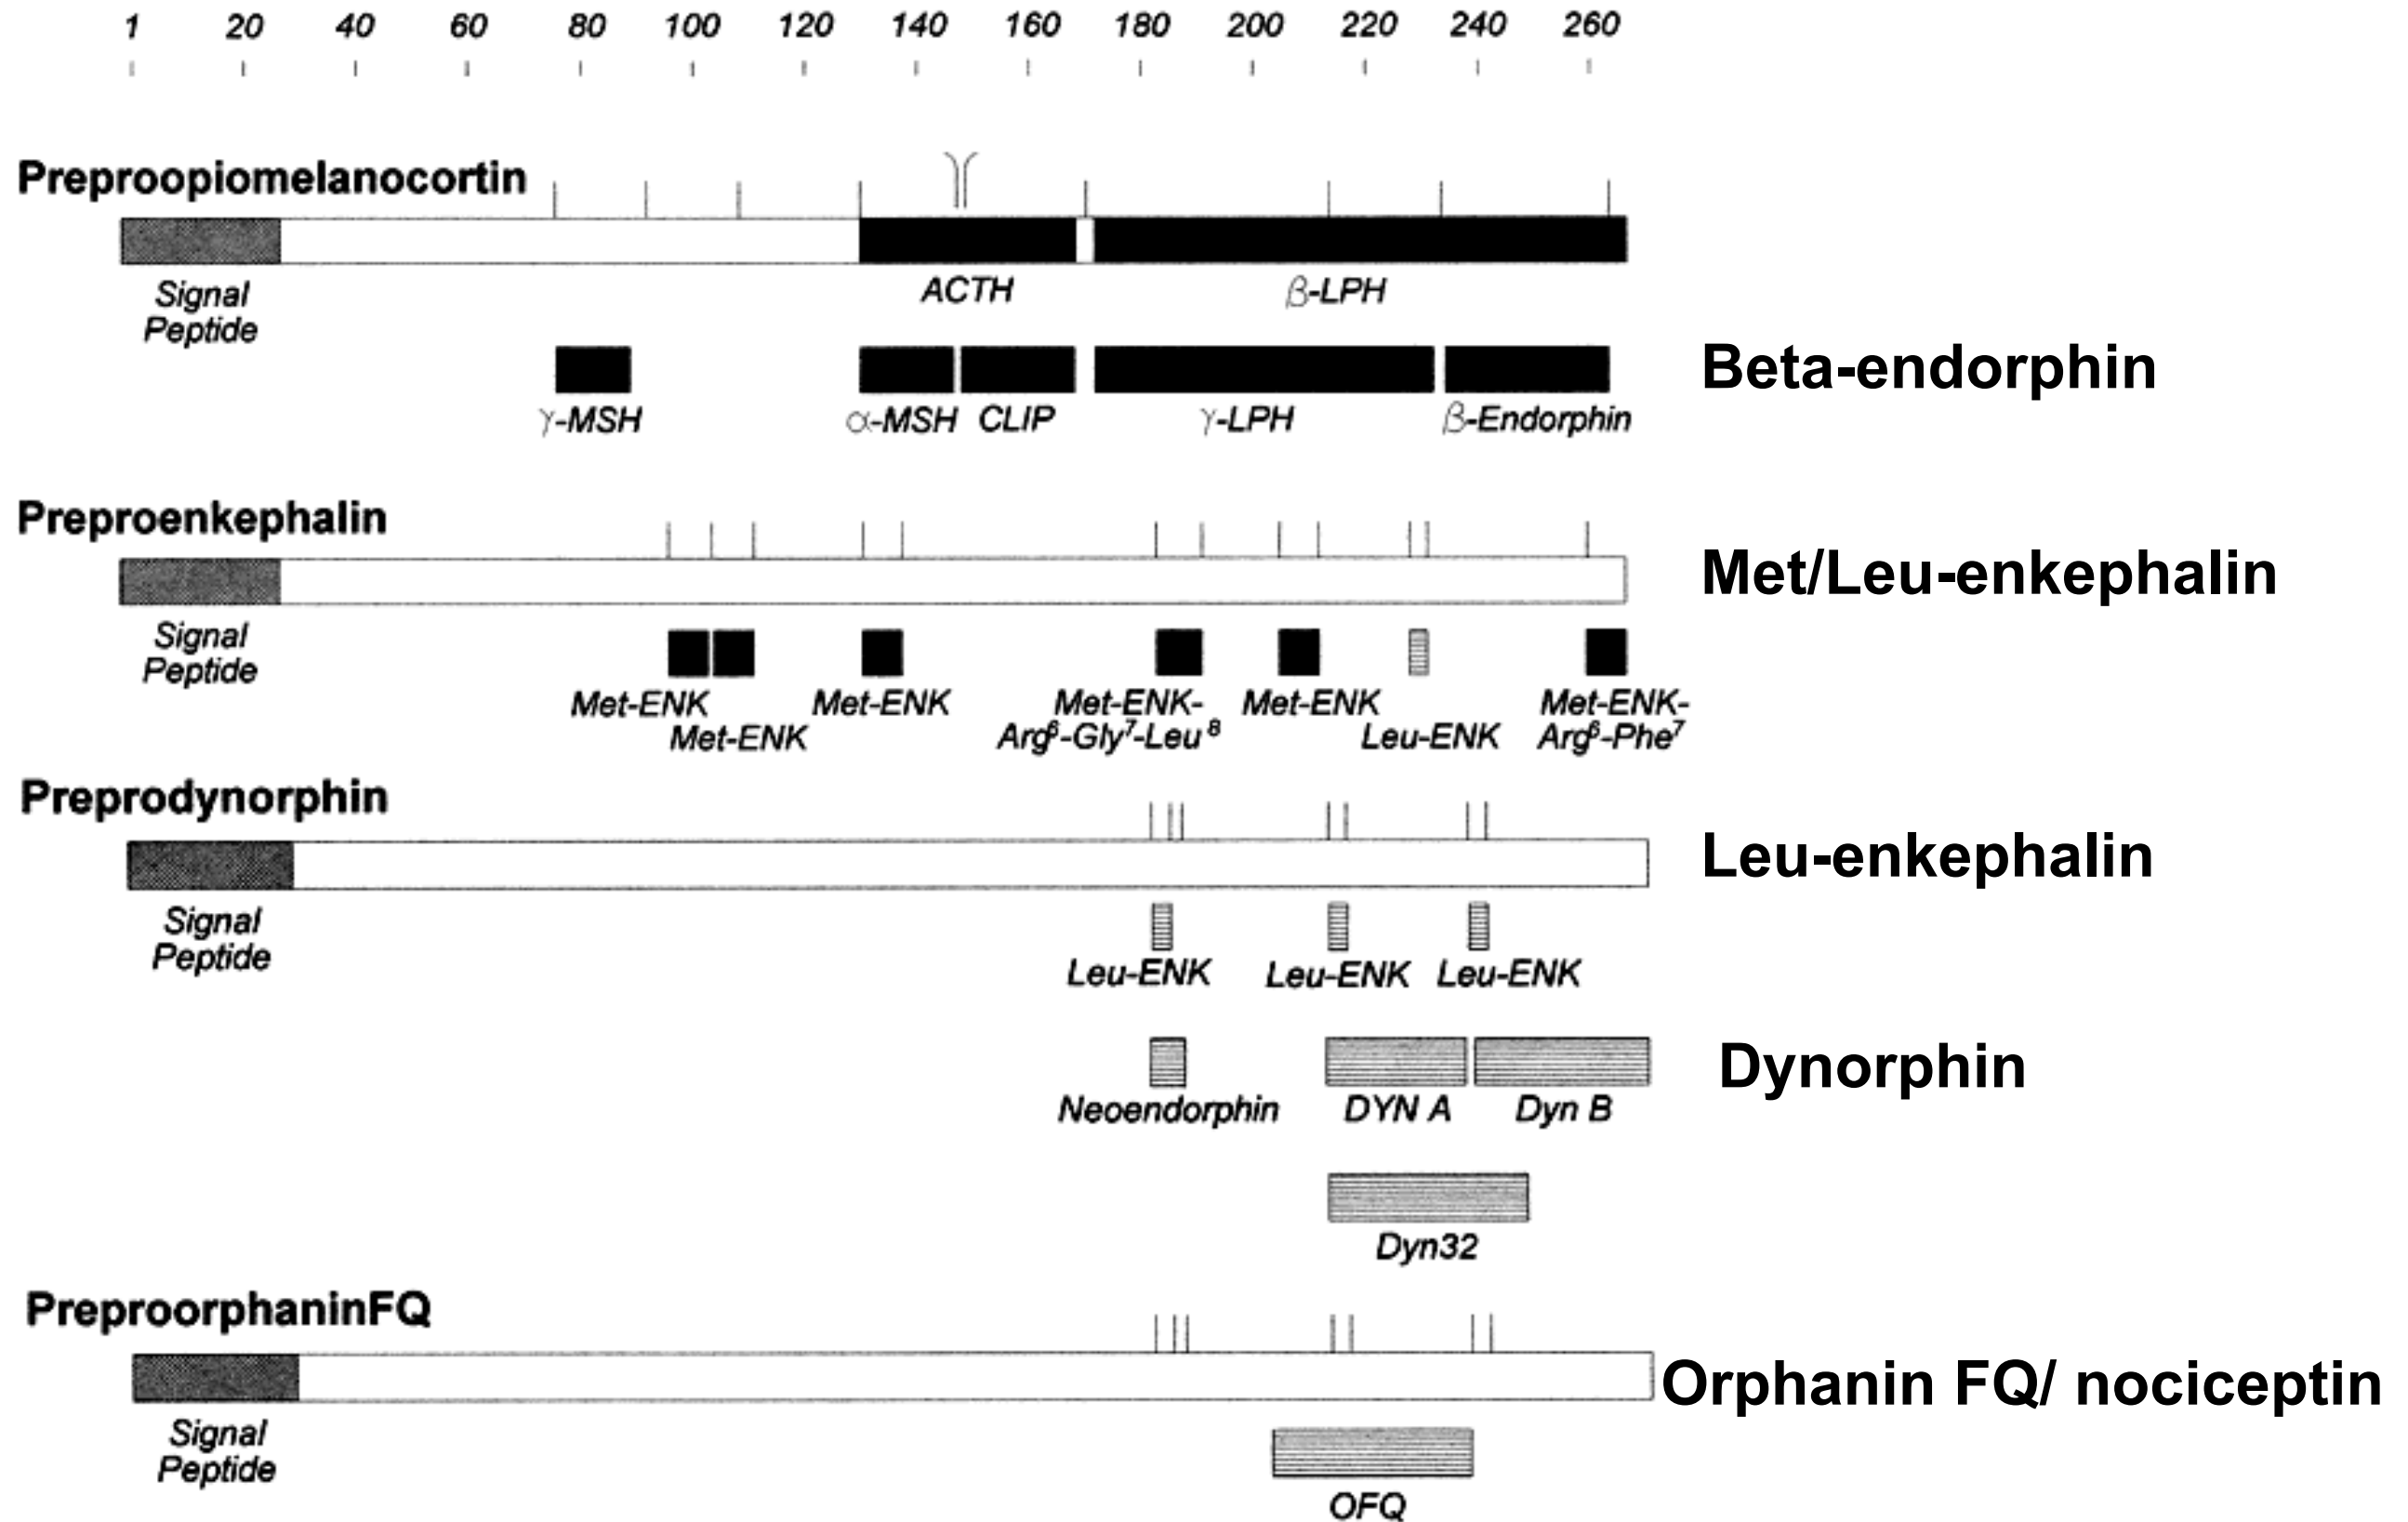 1 20 40 60 80 100 120 140 160 180 200 220 240 260
Preproopiomelanocortin
Signal
Peptide
ACTH
β-LPH
γ-MSH
α-MSH
CLIP
γ-LPH
β-Endorphin
Beta-endorphin
Preproenkephalin
Signal
Peptide
Met-ENK
Met-ENK
Met-ENK
Met-ENK-
Arg⁶-Gly⁷-Leu⁸
Met-ENK
Leu-ENK
Met-ENK-
Arg⁶-Phe⁷
Met/Leu-enkephalin
Preprodynorphin
Signal
Peptide
Leu-ENK
Leu-ENK
Leu-ENK
Leu-enkephalin
Neoendorphin
DYN A
Dyn B
Dynorphin
Dyn32
PreproorphaninFQ
Signal
Peptide
OFQ
Orphanin FQ/ nociceptin